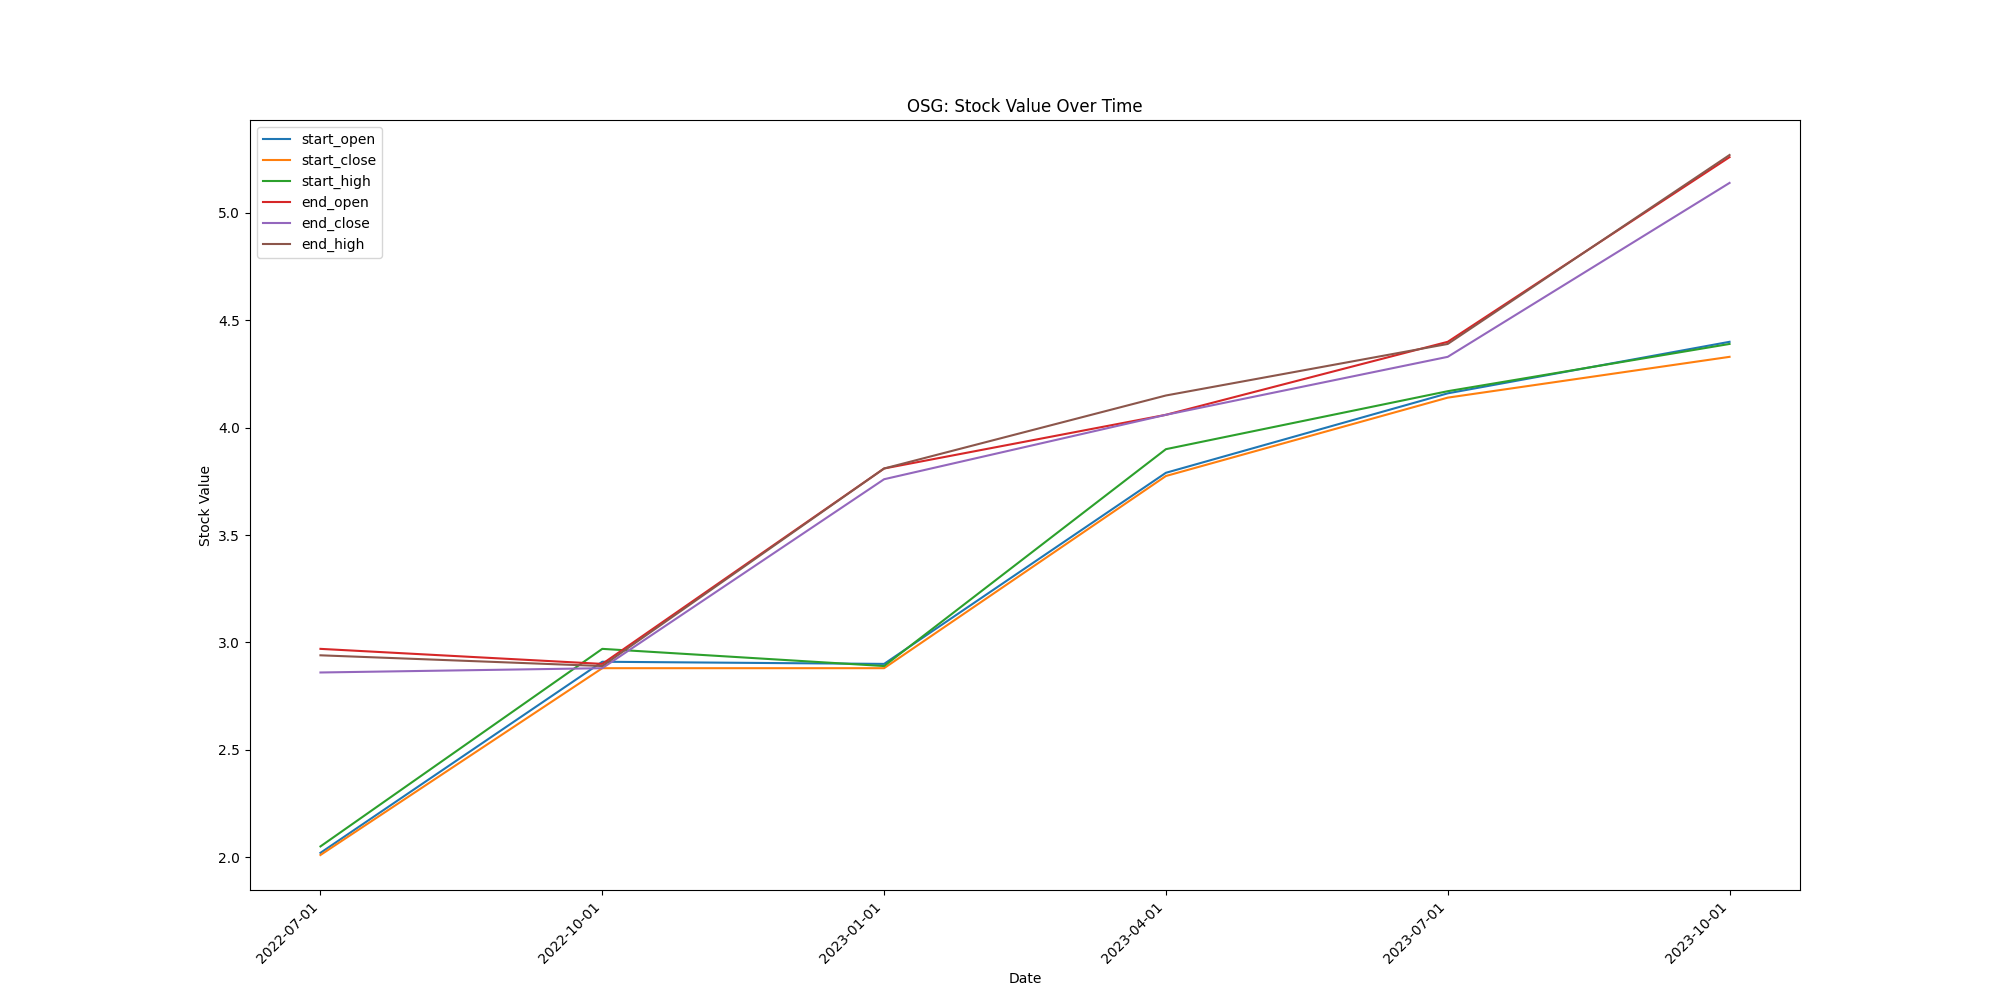 OSG: Stock Value Over Time
start_open
start_close
start_high
end_open
end_close
end_high
Stock Value
5.0
4.5
4.0
3.5
3.0
2.5
2.0
2022-07-01
2022-10-01
2023-01-01
2023-04-01
2023-07-01
2023-10-01
Date